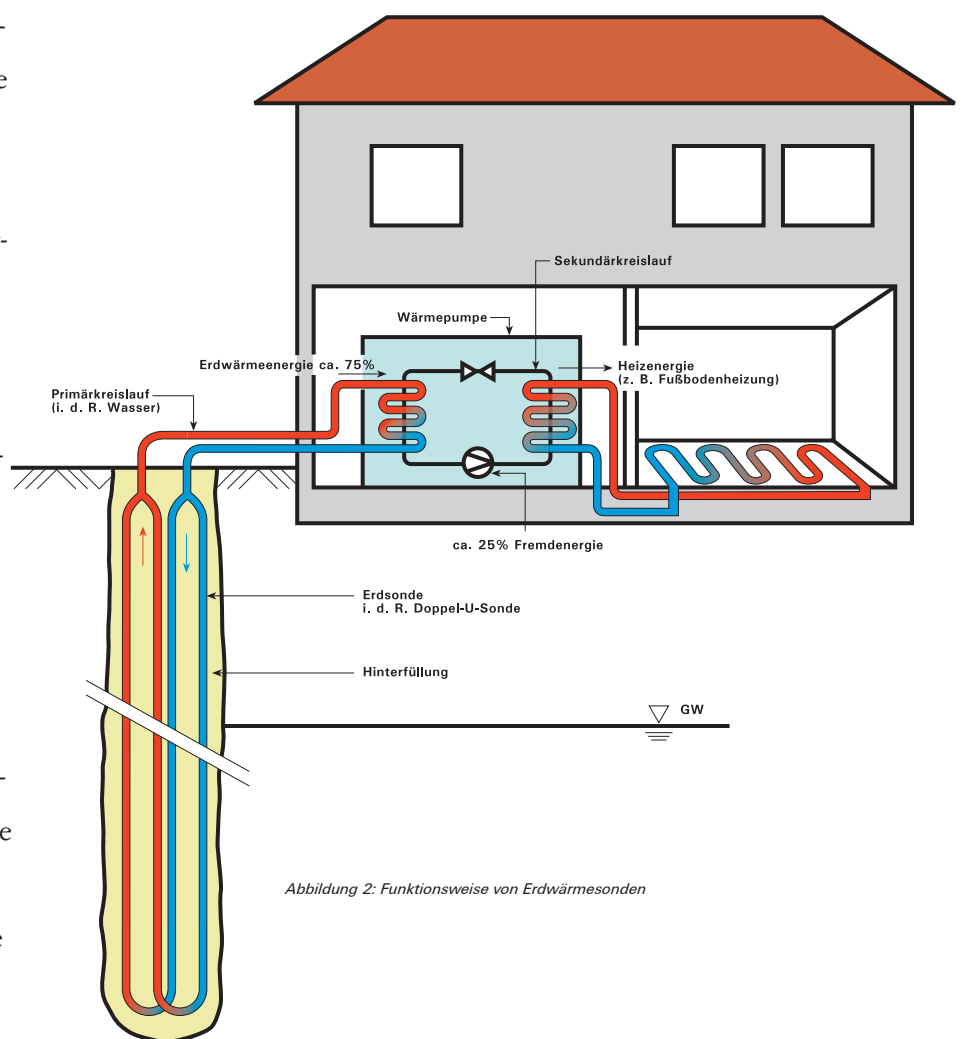 -
e
-
Sekundärkreislauf
Wärmepumpe
Erdwärmeenergie ca. 75%
Heizenergie
(z. B. Fußbodenheizung)
Primärkreislauf
(i. d. R. Wasser)
-
ca. 25% Fremdenergie
Erdsonde
i. d. R. Doppel-U-Sonde
Hinterfüllung
GW
-
e
Abbildung 2: Funktionsweise von Erdwärmesonden
e